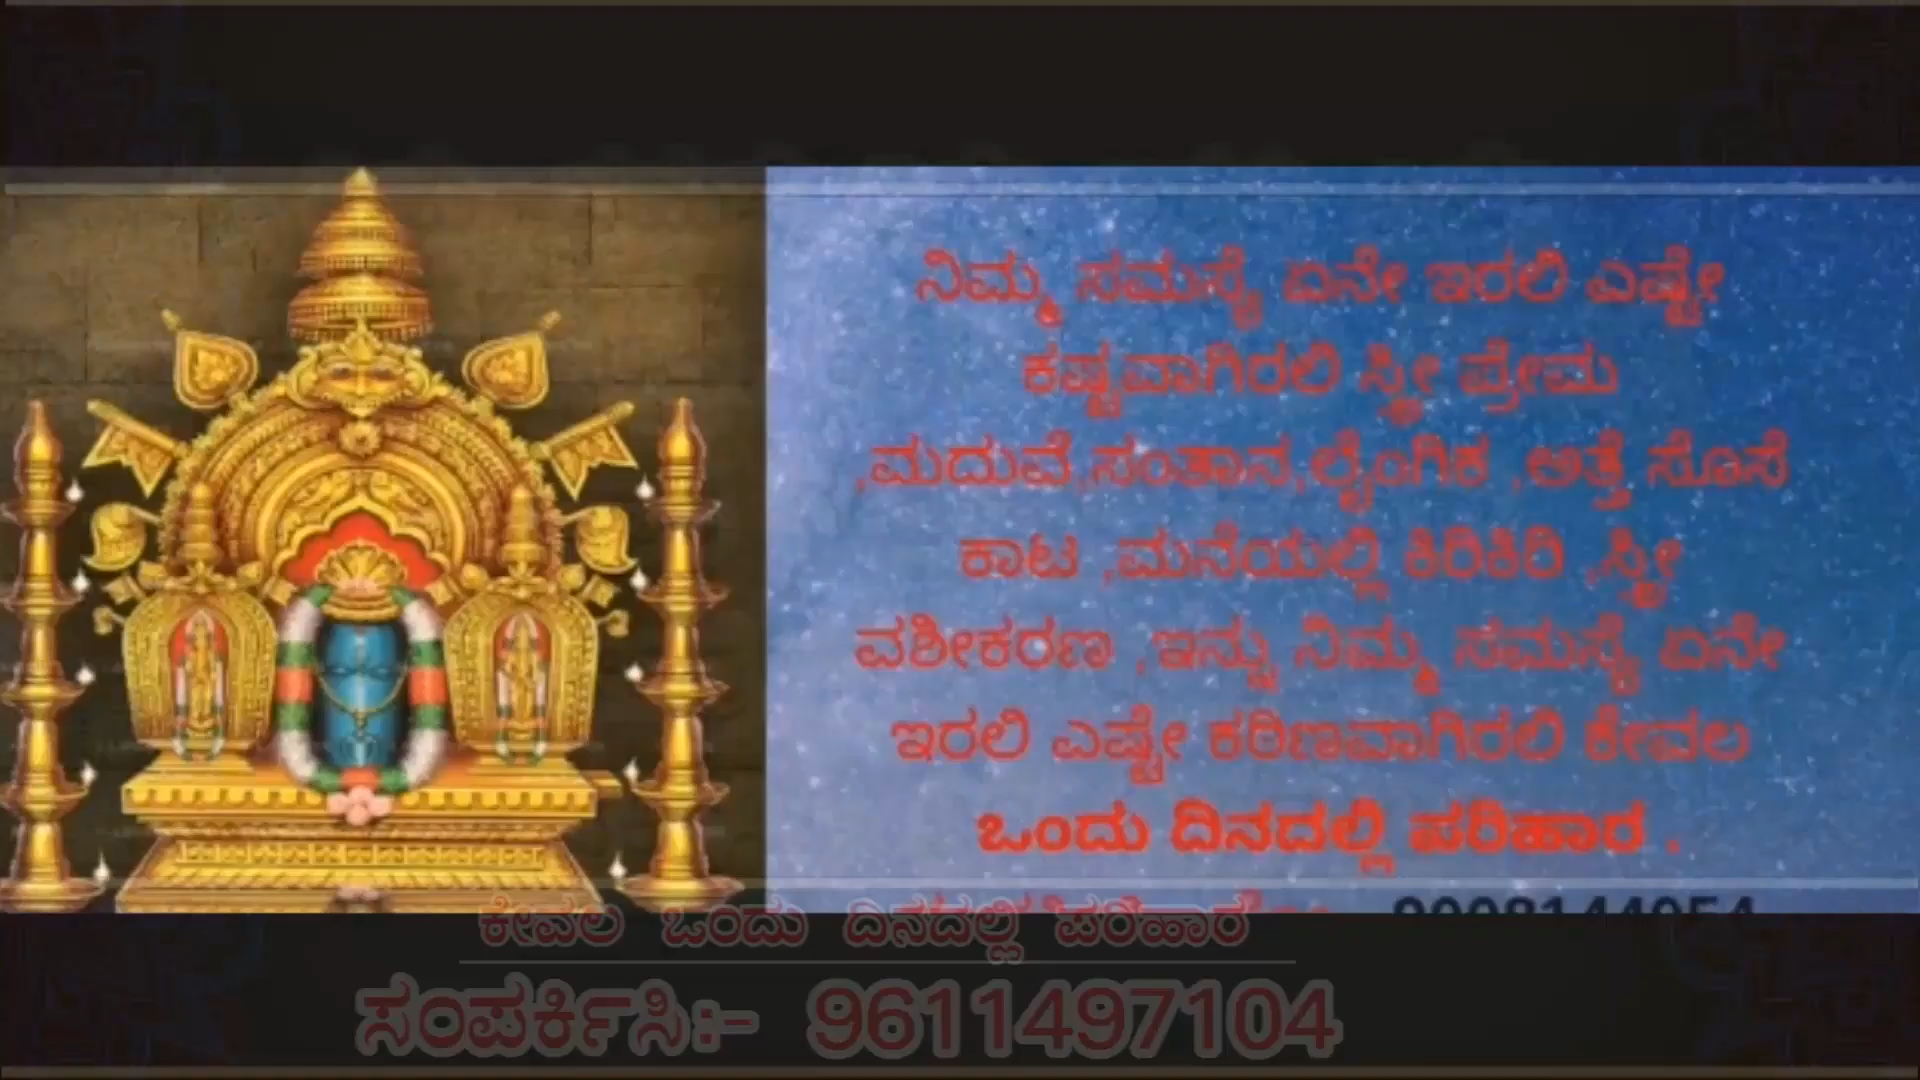 ನಿಮ್ಮ ಸಮಸ್ಯೆ ಏನೇ ಇರಲಿ ಎಷ್ಟೇ
ಕಷ್ಟವಾಗಿರಲಿ ಸ್ತ್ರೀ ಪ್ರೇಮ
,ಮದುವೆ,ಸಂತಾನ,ಲೈಂಗಿಕ ,ಅತ್ತೆ ಸೊಸೆ
ಕಾಟ ,ಮನೆಯಲ್ಲಿ ಕಿರಿಕಿರಿ ,ಸ್ತ್ರೀ
ವಶೀಕರಣ ,ಇನ್ನು ನಿಮ್ಮ ಸಮಸ್ಯೆ ಏನೇ
ಇರಲಿ ಎಷ್ಟೇ ಕಠಿಣವಾಗಿರಲಿ ಕೇವಲ
ಒಂದು ದಿನದಲ್ಲಿ ಪರಿಹಾರ .
ಕೇವಲ ಒಂದು ದಿನದಲ್ಲಿ ಪರಿಹಾರ
ಸಂಪರ್ಕಿಸಿ:- 9611497104